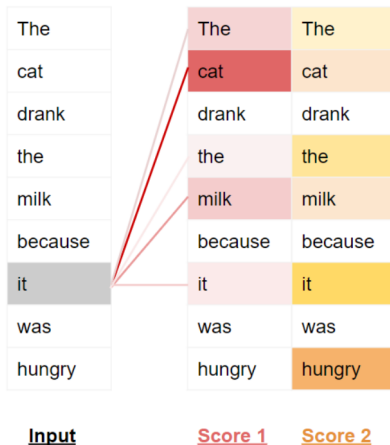 The The The
cat cat cat
drank drank drank
the the the
milk milk milk
because because because
it it it
was was was
hungry hungry hungry
Input Score 1 Score 2